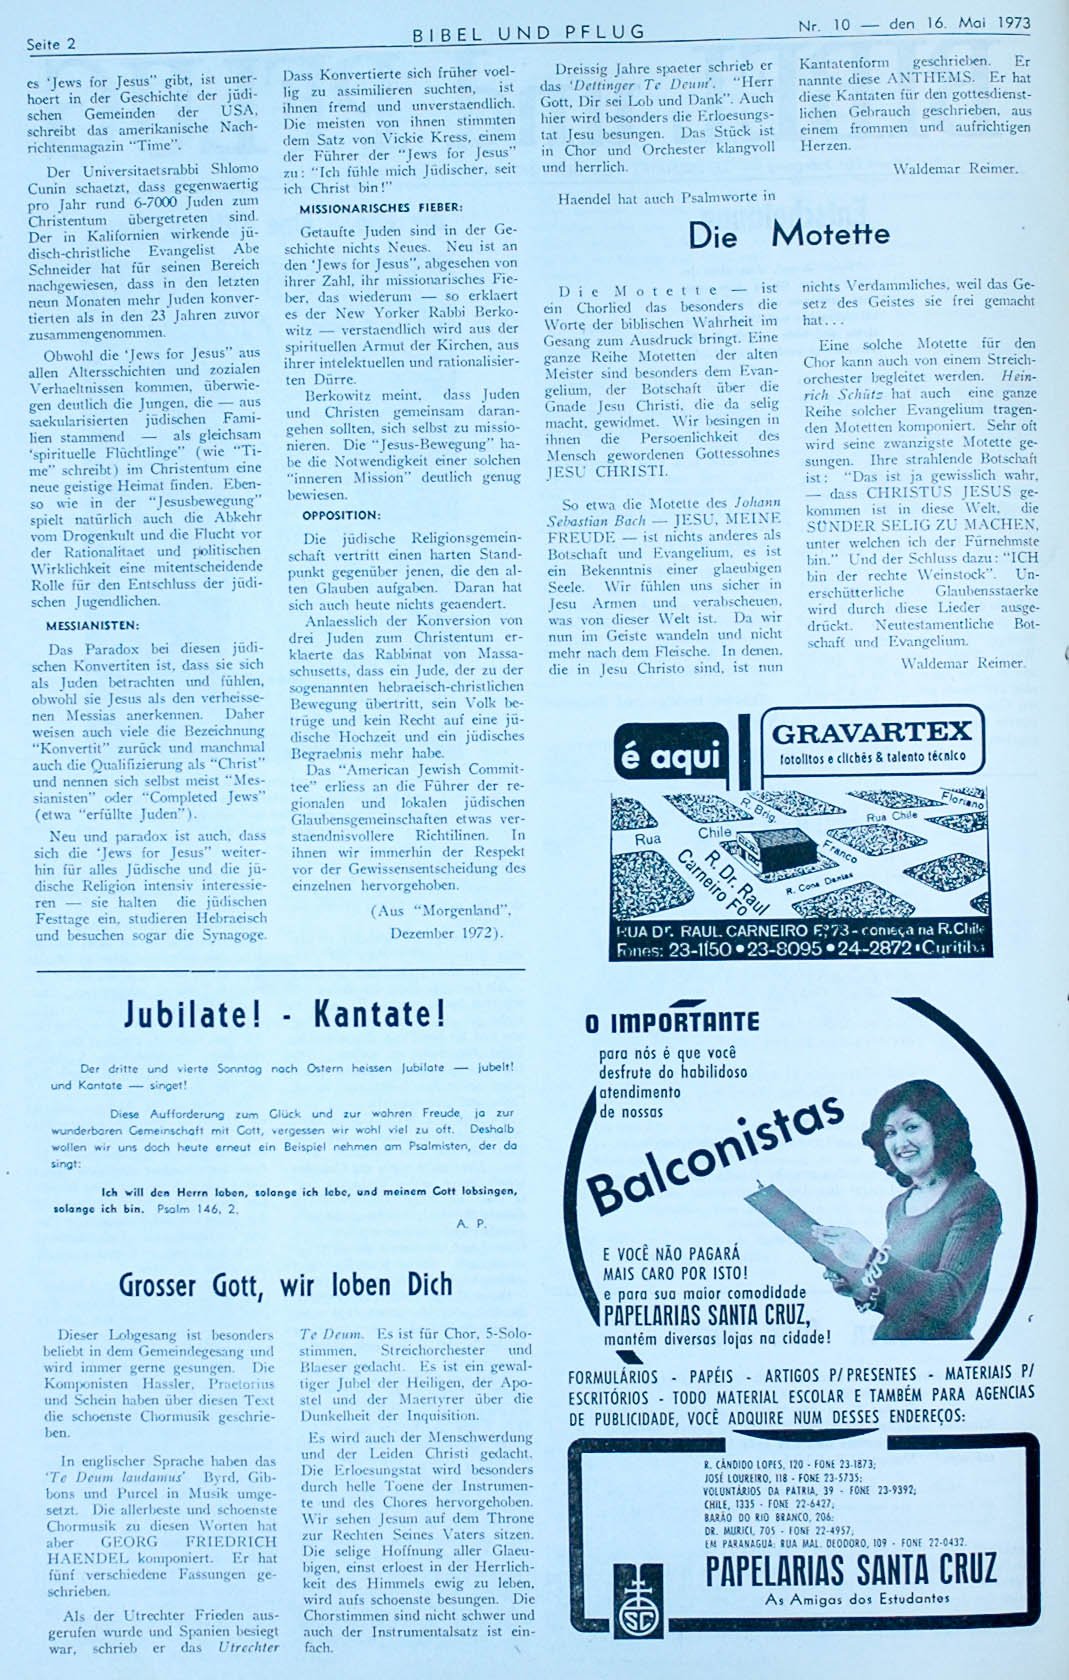 Seite 2
BIBEL UND PFLUG
Nr. 10 — den 16. Mai 1973
es 'Jews for Jesus" gibt, ist uner-
hoert in der Geschichte der jüdi-
schen Gemeinden der USA,
schreibt das amerikanische Nach-
richtenmagazin "Time".
Der Universitaetsrabbi Shlomo
Cunin schaetzt, dass gegenwaertig
pro Jahr rund 6-7000 Juden zum
Christentum übergetreten sind.
Der in Kalifornien wirkende jü-
disch-christliche Evangelist Abe
Schneider hat für seinen Bereich
nachgewiesen, dass in den letzten
neun Monaten mehr Juden konver-
tierten als in den 23 Jahren zuvor
zusammengenommen.
Obwohl die 'Jews for Jesus" aus
allen Altersschichten und zozialen
Verhaeltnissen kommen, überwie-
gen deutlich die Jungen, die — aus
saekularisierten jüdischen Fami-
lien stammend — als gleichsam
'spirituelle Flüchtlinge" (wie "Ti-
me" schreibt) im Christentum eine
neue geistige Heimat finden. Eben-
so wie in der "Jesusbewegung"
spielt natürlich auch die Abkehr
vom Drogenkult und die Flucht vor
der Rationalitaet und politischen
Wirklichkeit eine mitentscheidende
Rolle für den Entschluss der jüdi-
schen Jugendlichen.
MESSIANISTEN:
Das Paradox bei diesen jüdi-
schen Konvertiten ist, dass sie sich
als Juden betrachten und fühlen,
obwohl sie Jesus als den verheisse-
nen Messias anerkennen. Daher
weisen auch viele die Bezeichnung
"Konvertit" zurück und manchmal
auch die Qualifizierung als "Christ"
und nennen sich selbst meist "Mes-
sianisten" oder "Completed Jews"
(etwa "erfüllte Juden").
Neu und paradox ist auch, dass
sich die 'Jews for Jesus" weiter-
hin für alles Jüdische und die jü-
dische Religion intensiv interessie-
ren — sie halten die jüdischen
Festtage ein, studieren Hebraeisch
und besuchen sogar die Synagoge.
Dass Konvertierte sich früher voel-
lig zu assimilieren suchten, ist
ihnen fremd und unverstaendlich.
Die meisten von ihnen stimmten
dem Satz von Vickie Kress, einem
der Führer der "Jews for Jesus"
zu: "Ich fühle mich Jüdischer, seit
ich Christ bin!"
MISSIONARISCHES FIEBER:
Getaufte Juden sind in der Ge-
schichte nichts Neues. Neu ist an
den 'Jews for Jesus", abgesehen von
ihrer Zahl, ihr missionarisches Fie-
ber, das wiederum — so erklaert
es der New Yorker Rabbi Berko-
witz — verstaendlich wird aus der
spirituellen Armut der Kirchen, aus
ihrer intelektuellen und rationalisier-
ten Dürre.
Berkowitz meint, dass Juden
und Christen gemeinsam daran-
gehen sollten, sich selbst zu missio-
nieren. Die "Jesus-Bewegung" ha-
be die Notwendigkeit einer solchen
"inneren Mission" deutlich genug
bewiesen.
OPPOSITION:
Die jüdische Religionsgemein-
schaft vertritt einen harten Stand-
punkt gegenüber jenen, die den al-
ten Glauben aufgaben. Daran hat
sich auch heute nichts geaendert.
Anlaesslich der Konversion von
drei Juden zum Christentum er-
klaerte das Rabbinat von Massa-
schusetts, dass ein Jude, der zu der
sogenannten hebraeisch-christlichen
Bewegung übertritt, sein Volk be-
trüge und kein Recht auf eine jü-
dische Hochzeit und ein jüdisches
Begraebnis mehr habe.
Das "American Jewish Commit-
tee" erliess an die Führer der re-
gionalen und lokalen jüdischen
Glaubensgemeinschaften etwas ver-
staendnisvollere Richtilinen. In
ihnen wir immerhin der Respekt
vor der Gewissensentscheidung des
einzelnen hervorgehoben.
(Aus "Morgenland",
Dezember 1972).
Jubilate! - Kantate!
Der dritte und vierte Sonntag nach Ostern heissen Jubilate — jubelt!
und Kantate — singet!
Diese Aufforderung zum Glück und zur wahren Freude, ja zur
wunderbaren Gemeinschaft mit Gott, vergessen wir wohl viel zu oft. Deshalb
wollen wir uns doch heute erneut ein Beispiel nehmen am Psalmisten, der da
singt:
Ich will den Herrn loben, solange ich lebe, und meinem Gott lobsingen,
solange ich bin. Psalm 146, 2.
A. P.
Grosser Gott, wir loben Dich
Dieser Lobgesang ist besonders
beliebt in dem Gemeindegesang und
wird immer gerne gesungen. Die
Komponisten Hassler, Praetorius
und Schein haben über diesen Text
die schoenste Chormusik geschrie-
ben.
In englischer Sprache haben das
'Te Deum laudamus' Byrd, Gib-
bons und Purcel in Musik umge-
setzt. Die allerbeste und schoenste
Chormusik zu diesen Worten hat
aber GEORG FRIEDRICH
HAENDEL komponiert. Er hat
fünf verschiedene Fassungen ge-
schrieben.
Als der Utrechter Frieden aus-
gerufen wurde und Spanien besiegt
war, schrieb er das Utrechter
Te Deum. Es ist für Chor, 5-Solo-
stimmen, Streichorchester und
Blaeser gedacht. Es ist ein gewal-
tiger Jubel der Heiligen, der Apo-
stel und der Maertyrer über die
Dunkelheit der Inquisition.
Es wird auch der Menschwerdung
und der Leiden Christi gedacht.
Die Erloesungstat wird besonders
durch helle Toene der Instrumen-
te und des Chores hervorgehoben.
Wir sehen Jesum auf dem Throne
zur Rechten Seines Vaters sitzen.
Die selige Hoffnung aller Glaeu-
bigen, einst erloest in der Herrlich-
keit des Himmels ewig zu leben,
wird aufs schoenste besungen. Die
Chorstimmen sind nicht schwer und
auch der Instrumentalsatz ist ein-
fach.
Dreissig Jahre spaeter schrieb er
das 'Dettinger Te Deum'. "Herr
Gott, Dir sei Lob und Dank". Auch
hier wird besonders die Erloesungs-
tat Jesu besungen. Das Stück ist
in Chor und Orchester klangvoll
und herrlich.
Haendel hat auch Psalmworte in
Kantatenform geschrieben. Er
nannte diese ANTHEMS. Er hat
diese Kantaten für den gottesdienst-
lichen Gebrauch geschrieben, aus
einem frommen und aufrichtigen
Herzen.
Waldemar Reimer.
Die Motette
Die Motette — ist
ein Chorlied das besonders die
Worte der biblischen Wahrheit im
Gesang zum Ausdruck bringt. Eine
ganze Reihe Motetten der alten
Meister sind besonders dem Evan-
gelium, der Botschaft über die
Gnade Jesu Christi, die da selig
macht, gewidmet. Wir besingen in
ihnen die Persoenlichkeit des
Mensch gewordenen Gottessohnes
JESU CHRISTI.
So etwa die Motette des Johann
Sebastian Bach — JESU, MEINE
FREUDE — ist nichts anderes als
Botschaft und Evangelium, es ist
ein Bekenntnis einer glaeubigen
Seele. Wir fühlen uns sicher in
Jesu Armen und verabscheuen,
was von dieser Welt ist. Da wir
nun im Geiste wandeln und nicht
mehr nach dem Fleische. In denen,
die in Jesu Christo sind, ist nun
nichts Verdammliches, weil das Ge-
setz des Geistes sie frei gemacht
hat...
Eine solche Motette für den
Chor kann auch von einem Streich-
orchester begleitet werden. Hein-
rich Schütz hat auch eine ganze
Reihe solcher Evangelium tragen-
den Motetten komponiert. Sehr oft
wird seine zwanzigste Motette ge-
sungen. Ihre strahlende Botschaft
ist: "Das ist ja gewisslich wahr,
— dass CHRISTUS JESUS ge-
kommen ist in diese Welt, die
SÜNDER SELIG ZU MACHEN,
unter welchen ich der Fürnehmste
bin." Und der Schluss dazu: "ICH
bin der rechte Weinstock". Un-
erschütterliche Glaubensstaerke
wird durch diese Lieder ausge-
drückt. Neutestamentliche Bot-
schaft und Evangelium.
Waldemar Reimer.
é aqui
GRAVARTEX
fotolitos e clichês & talento técnico
R. Brig.
Franco
Floriano
Rua Chile
Rua Chile
R. Cons Dantas
R. Dr. Raul
Carneiro Fo
RUA Dr. RAUL CARNEIRO Fº, 73 - começa na R. Chile
Fones: 23-1150 • 23-8095 • 24-2872 • Curitiba
O IMPORTANTE
para nós é que você
desfrute do habilidoso
atendimento
de nossas
Balconistas
E VOCÊ NÃO PAGARÁ
MAIS CARO POR ISTO!
e para sua maior comodidade
PAPELARIAS SANTA CRUZ,
mantém diversas lojas na cidade!
FORMULÁRIOS - PAPÉIS - ARTIGOS P/ PRESENTES - MATERIAIS P/
ESCRITÓRIOS - TODO MATERIAL ESCOLAR E TAMBÉM PARA AGENCIAS
DE PUBLICIDADE, VOCÊ ADQUIRE NUM DESSES ENDEREÇOS:
R. CÂNDIDO LOPES, 120 - FONE 23-1873;
JOSÉ LOUREIRO, 118 - FONE 23-5735;
VOLUNTÁRIOS DA PÁTRIA, 39 - FONE 23-9392;
CHILE, 1335 - FONE 22-6427;
BARÃO DO RIO BRANCO, 206;
DR. MURICI, 705 - FONE 22-4957;
EM PARANAGUÁ: RUA MAL. DEODORO, 109 - FONE 22-0432.
PAPELARIAS SANTA CRUZ
As Amigas dos Estudantes
SC